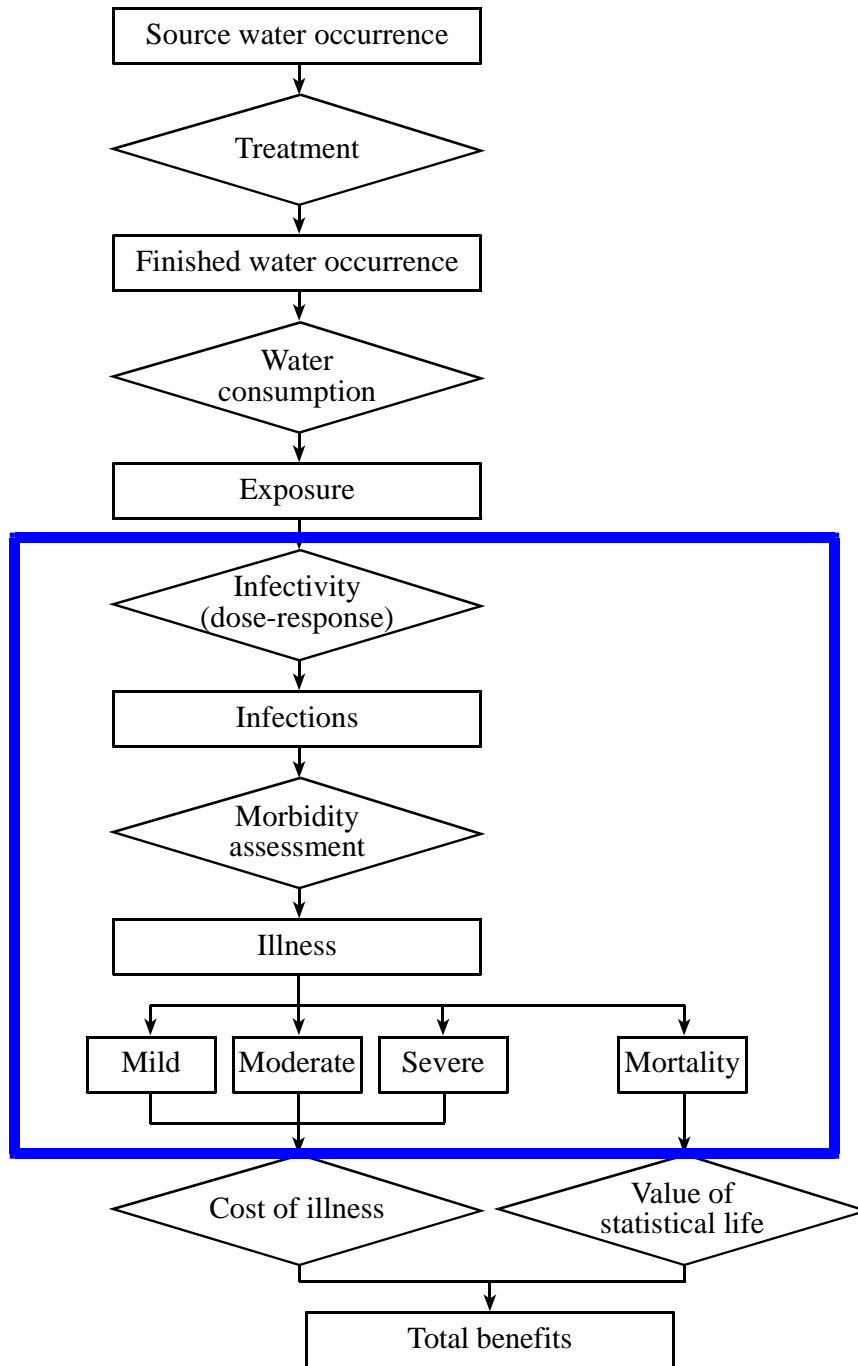 Source water occurrence
Treatment
Finished water occurrence
Water
consumption
Exposure
Infectivity
(dose-response)
Infections
Morbidity
assessment
Illness
Mild
Moderate
Severe
Mortality
Cost of illness
Value of
statistical life
Total benefits